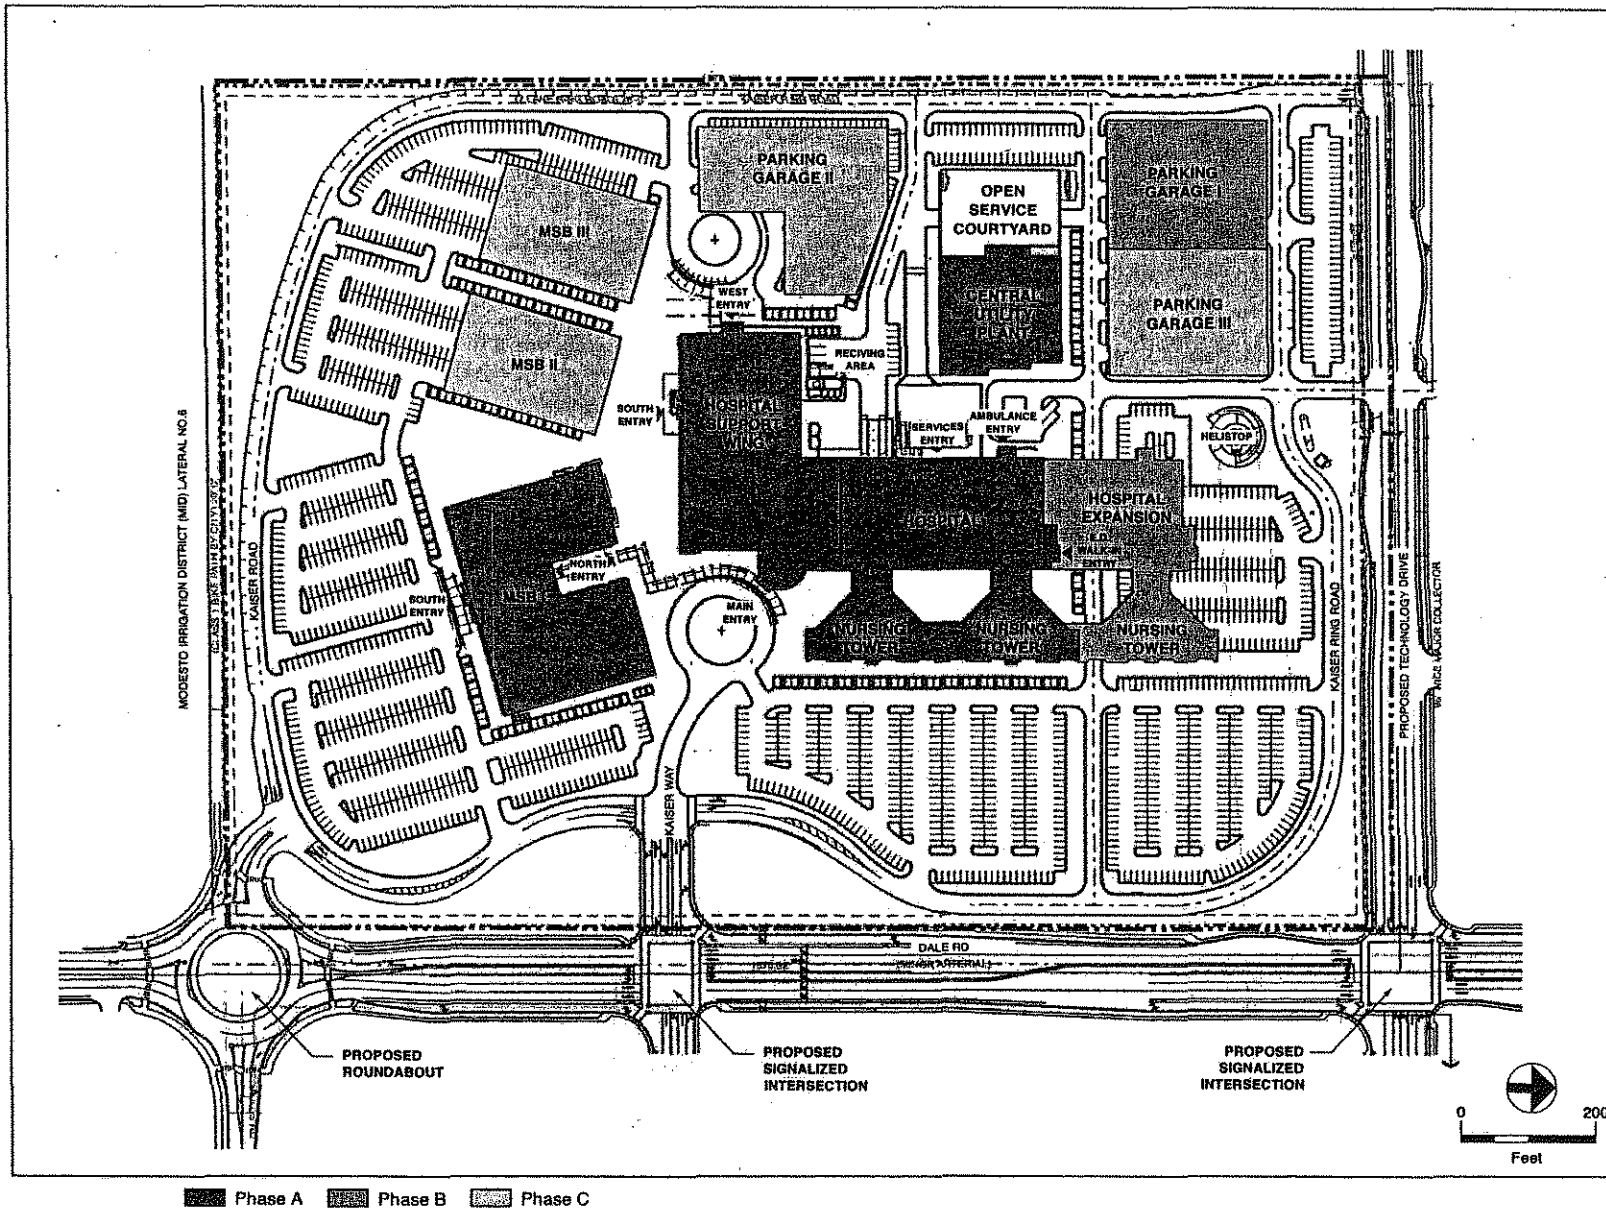 PARKING
GARAGE II
PARKING
GARAGE I
OPEN
SERVICE
COURTYARD
MSB III
WEST
ENTRY
CENTRAL
UTILITY
PLANT
PARKING
GARAGE III
MSB II
RECIVING
AREA
SOUTH
ENTRY
HOSPITAL
SUPPORT
WING
SERVICES
ENTRY
AMBULANCE
ENTRY
HELISTOP
MODESTO IRRIGATION DISTRICT (MID) LATERAL NO.6
KAISER ROAD
HOSPITAL
HOSPITAL
EXPANSION
E.D.
WALK-IN
ENTRY
NORTH
ENTRY
MSB I
SOUTH
ENTRY
MAIN
ENTRY
NURSING
TOWER
NURSING
TOWER
NURSING
TOWER
KAISER RING ROAD
PROPOSED TECHNOLOGY DRIVE
KAISER WAY
DALE RD
PROPOSED
ROUNDABOUT
PROPOSED
SIGNALIZED
INTERSECTION
PROPOSED
SIGNALIZED
INTERSECTION
0 200
Feet
Phase A Phase B Phase C